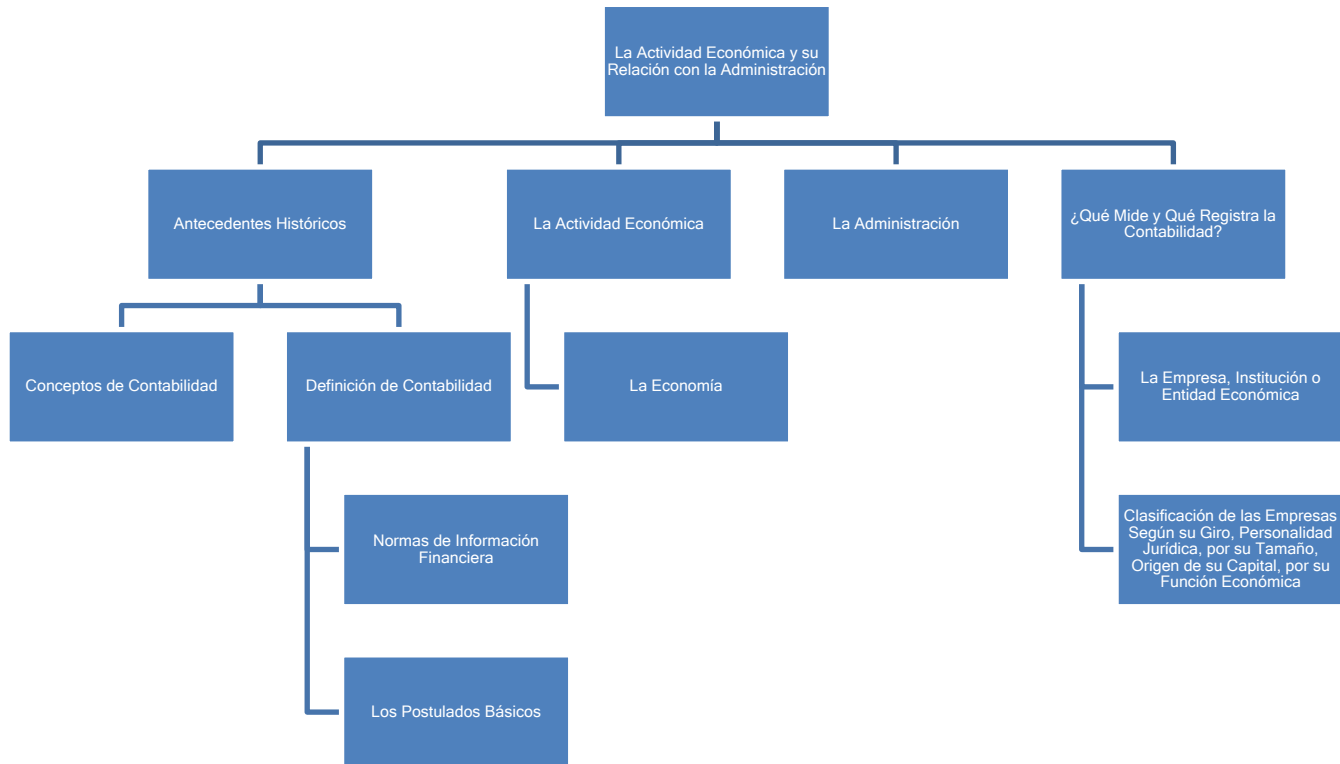 La Actividad Económica y su
Relación con la Administración
Antecedentes Históricos
La Actividad Económica
La Administración
¿Qué Mide y Qué Registra la
Contabilidad?
Conceptos de Contabilidad
Definición de Contabilidad
La Economía
La Empresa, Institución o
Entidad Económica
Normas de Información
Financiera
Clasificación de las Empresas
Según su Giro, Personalidad
Jurídica, por su Tamaño,
Origen de su Capital, por su
Función Económica
Los Postulados Básicos